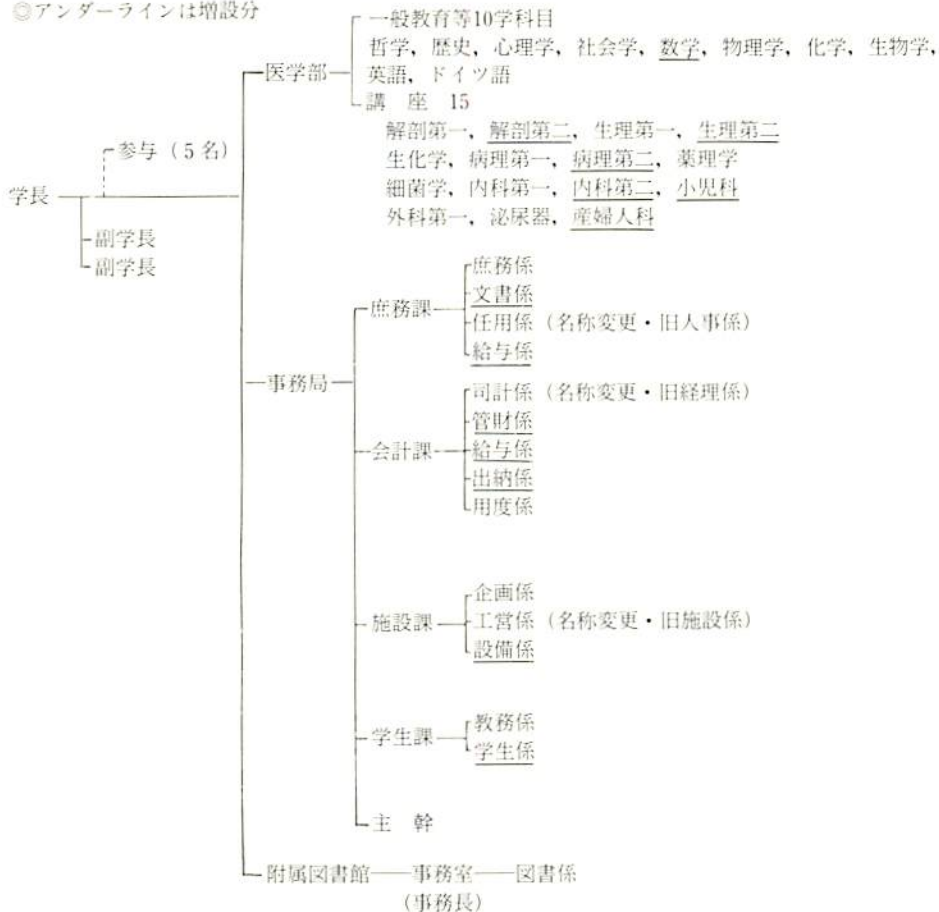 ◎アンダーラインは増設分
一般教育等10学科目
哲学，歴史，心理学，社会学，数学，物理学，化学，生物学，
英語，ドイツ語
医学部
講　座　15
解剖第一，解剖第二，生理第一，生理第二
生化学，病理第一，病理第二，薬理学
細菌学，内科第一，内科第二，小児科
外科第一，泌尿器，産婦人科
参与（5名）
学長
副学長
副学長
事務局
庶務課
庶務係
文書係
任用係（名称変更・旧人事係）
給与係
会計課
司計係（名称変更・旧経理係）
管財係
給与係
出納係
用度係
施設課
企画係
工営係（名称変更・旧施設係）
設備係
学生課
教務係
学生係
主　幹
附属図書館　事務室　図書係
（事務長）